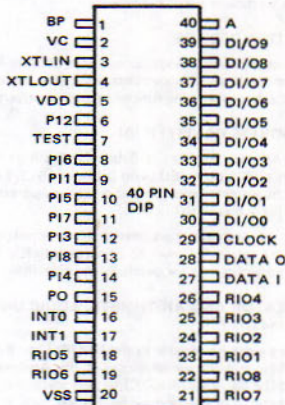 BP 1 40 A
VC 2 39 DI/O9
XTLIN 3 38 DI/O8
XTLOUT 4 37 DI/O7
VDD 5 36 DI/O6
P12 6 35 DI/O5
TEST 7 34 DI/O4
PI6 8 33 DI/O3
PI1 9 32 DI/O2
PI5 10 40 PIN DIP 31 DI/O1
PI7 11 30 DI/O0
PI3 12 29 CLOCK
PI8 13 28 DATA O
PI4 14 27 DATA I
PO 15 26 RIO4
INT0 16 25 RIO3
INT1 17 24 RIO2
RIO5 18 23 RIO1
RIO6 19 22 RIO8
VSS 20 21 RIO7